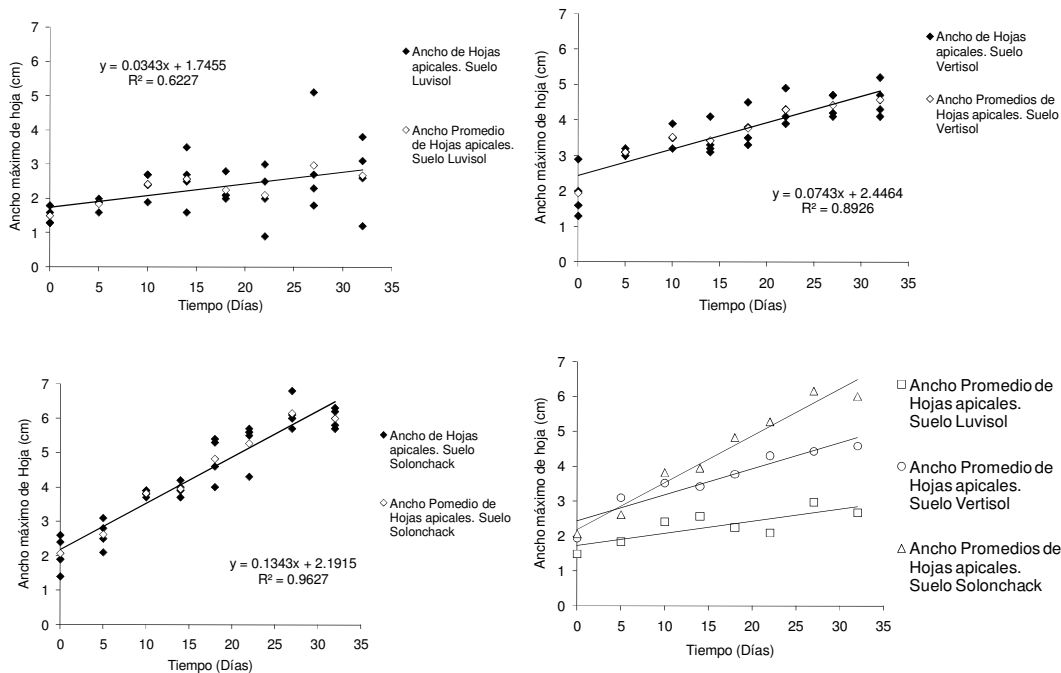 7
6
5
4
3
2
1
0
Ancho máximo de hoja (cm)
y = 0.0343x + 1.7455
R² = 0.6227
0 5 10 15 20 25 30 35
Tiempo (Días)
Ancho de Hojas
apicales. Suelo
Luvisol
Ancho Promedio
de Hojas apicales.
Suelo Luvisol
7
6
5
4
3
2
1
0
Ancho máximo de hoja (cm)
y = 0.0743x + 2.4464
R² = 0.8926
0 5 10 15 20 25 30 35
Tiempo (Días)
Ancho de Hojas
apicales. Suelo
Vertisol
Ancho Promedios de
Hojas apicales. Suelo
Vertisol
7
6
5
4
3
2
1
0
Ancho máximo de Hoja (cm)
y = 0.1343x + 2.1915
R² = 0.9627
0 5 10 15 20 25 30 35
Tiempo (Días)
Ancho de Hojas
apicales. Suelo
Solonchack
Ancho Pomedio de
Hojas apicales. Suelo
Solonchack
7
6
5
4
3
2
1
0
Ancho máximo de hoja (cm)
0 5 10 15 20 25 30 35
Tiempo (Días)
Ancho Promedio de
Hojas apicales.
Suelo Luvisol
Ancho Promedio de
Hojas apicales.
Suelo Vertisol
Ancho Promedios de
Hojas apicales.
Suelo Solonchack